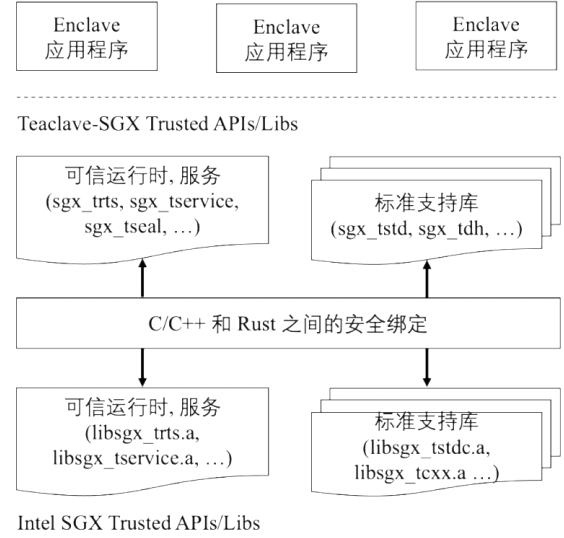 Enclave
应用程序
Enclave
应用程序
Enclave
应用程序
Teaclave-SGX Trusted APIs/Libs
可信运行时, 服务
(sgx_trts, sgx_tservice,
sgx_tseal, …)
标准支持库
(sgx_tstd, sgx_tdh, …)
C/C++ 和 Rust 之间的安全绑定
可信运行时, 服务
(libsgx_trts.a,
libsgx_tservice.a, …)
标准支持库
(libsgx_tstdc.a,
libsgx_tcxx.a …)
Intel SGX Trusted APIs/Libs